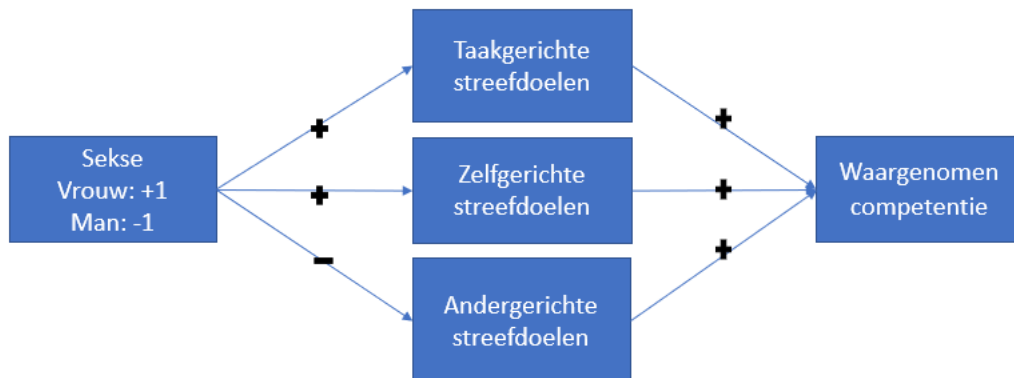 Taakgerichte
streefdoelen
+
+
Sekse
Vrouw: +1
Man: -1
+
Zelfgerichte
streefdoelen
+
Waargenomen
competentie
-
+
Andergerichte
streefdoelen